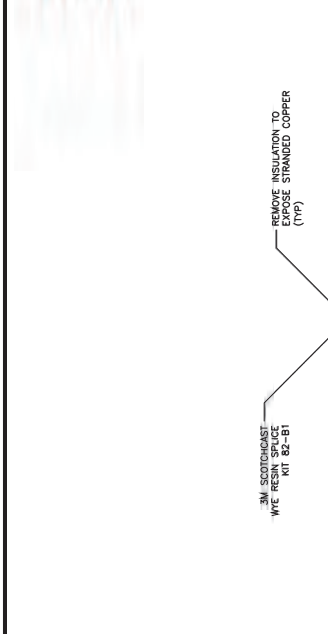 REMOVE INSULATION TO
EXPOSE STRANDED COPPER
(TYP)
3M SCOTCHCAST
WYE RESIN SPLICE
KIT 82-B1